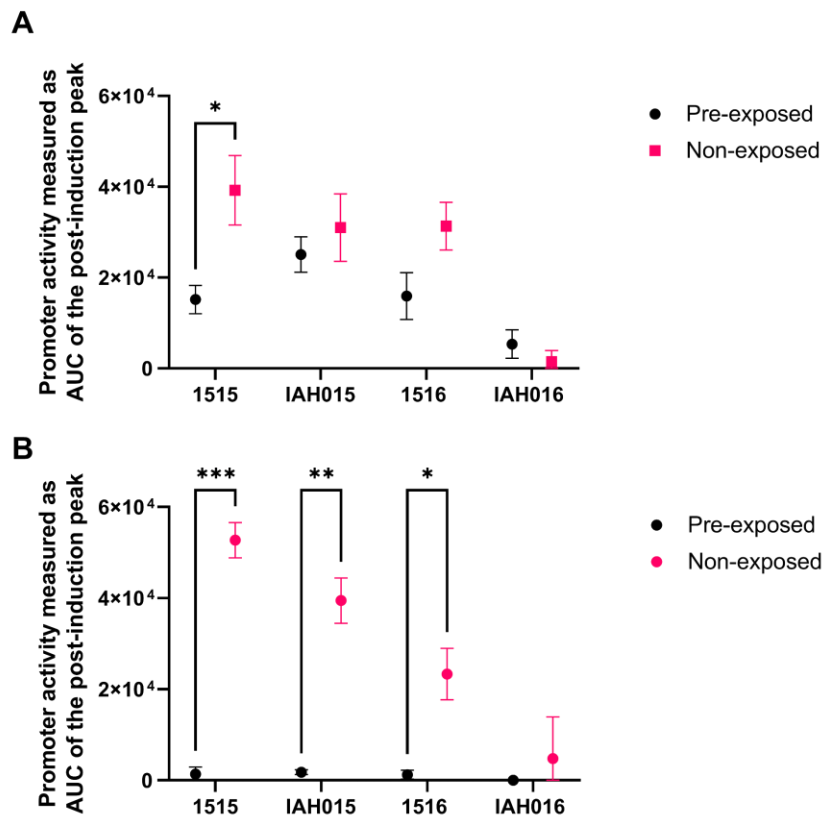 A
Promoter activity measured as
AUC of the post-induction peak
6×10⁴
4×10⁴
2×10⁴
0
*
1515
IAH015
1516
IAH016
Pre-exposed
Non-exposed
B
Promoter activity measured as
AUC of the post-induction peak
6×10⁴
4×10⁴
2×10⁴
0
***
**
*
1515
IAH015
1516
IAH016
Pre-exposed
Non-exposed